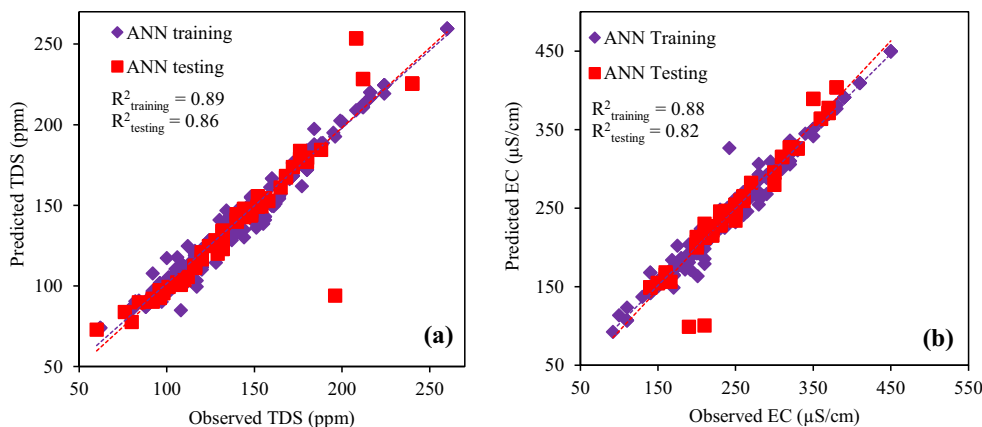 (a)
ANN training
ANN testing
R²training = 0.89
R²testing = 0.86
Predicted TDS (ppm)
250
200
150
100
50
50 100 150 200 250
Observed TDS (ppm)
(b)
ANN Training
ANN Testing
R²training = 0.88
R²testing = 0.82
Predicted EC (µS/cm)
450
350
250
150
50
50 150 250 350 450 550
Observed EC (µS/cm)